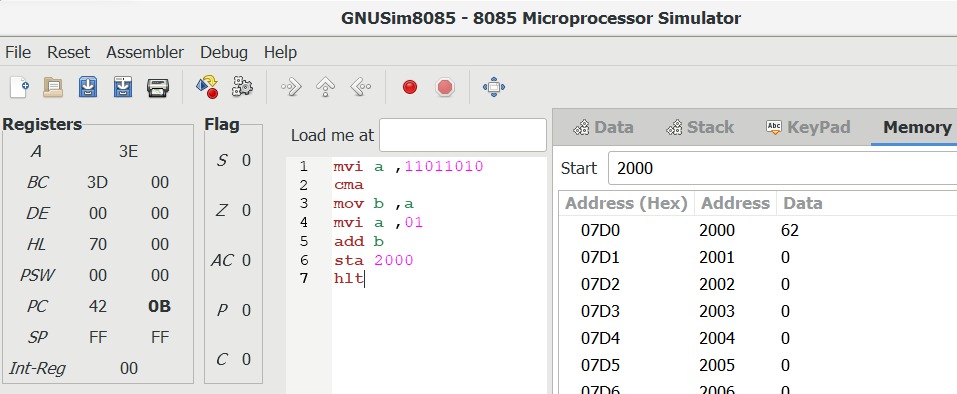 GNUSim8085 - 8085 Microprocessor Simulator
File Reset Assembler Debug Help
Registers
A 3E
BC 3D 00
DE 00 00
HL 70 00
PSW 00 00
PC 42 0B
SP FF FF
Int-Reg 00
Flag
S 0
Z 0
AC 0
P 0
C 0
Load me at
1 mvi a ,11011010
2 cma
3 mov b ,a
4 mvi a ,01
5 add b
6 sta 2000
7 hlt
Data Stack Abc KeyPad Memory
Start 2000
Address (Hex) Address Data
07D0 2000 62
07D1 2001 0
07D2 2002 0
07D3 2003 0
07D4 2004 0
07D5 2005 0
07D6 2006 0